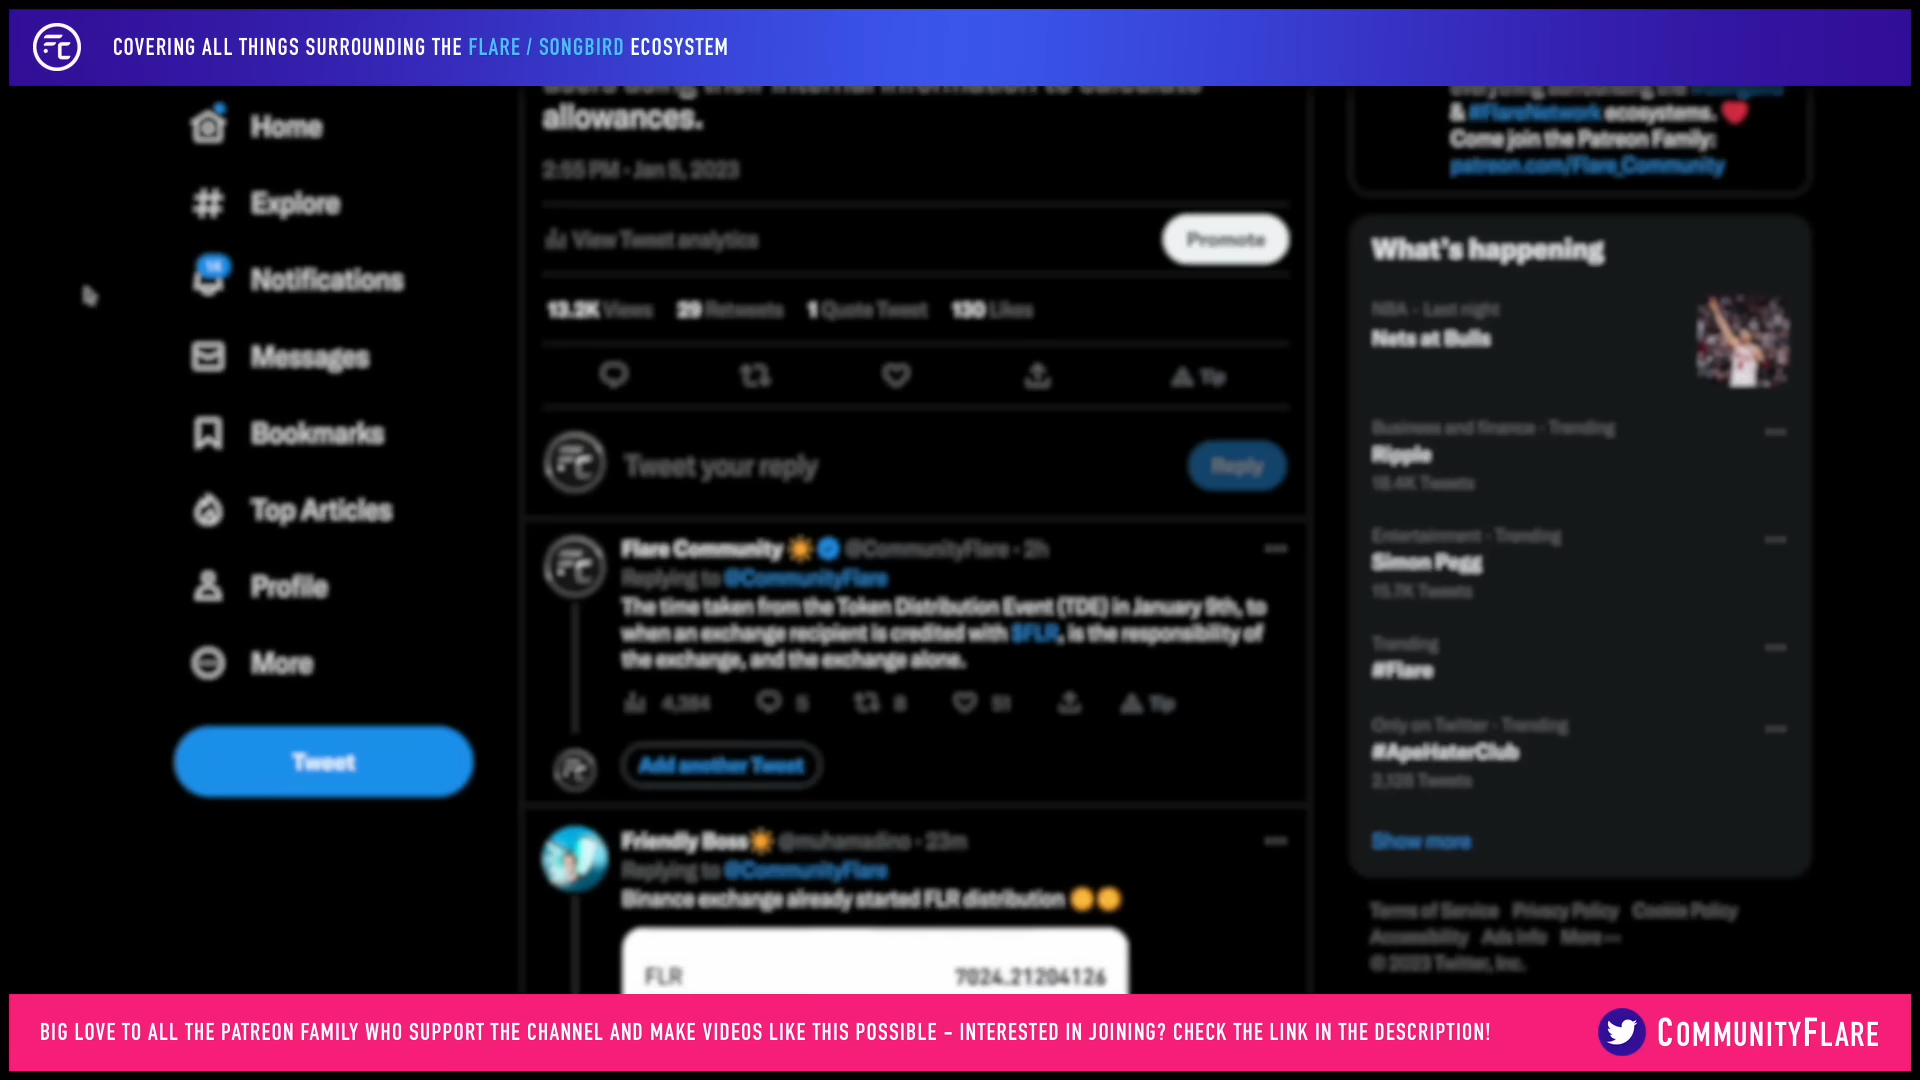 COVERING ALL THINGS SURROUNDING THE FLARE / SONGBIRD ECOSYSTEM
Home
Explore
Notifications
Messages
Bookmarks
Top Articles
Profile
More
Tweet
allowances.
2:55 PM · Jan 5, 2023
View Tweet analytics
Promote
13.2K Views 29 Retweets 1 Quote Tweet 130 Likes
Tip
Tweet your reply
Reply
Flare Community @CommunityFlare · 2h
Replying to @CommunityFlare
The time taken from the Token Distribution Event (TDE) in January 9th, to
when an exchange recipient is credited with $FLR, is the responsibility of
the exchange, and the exchange alone.
4,384 5 8 51 Tip
Add another Tweet
Friendly Boss @muhamadino · 23m
Replying to @CommunityFlare
Binance exchange already started FLR distribution
FLR 7024.21204126
& #FlareNetwork ecosystems.
Come join the Patreon Family:
patreon.com/Flare_Community
What's happening
NBA · Last night
Nets at Bulls
Business and finance · Trending
Ripple
18.4K Tweets
Entertainment · Trending
Simon Pegg
15.7K Tweets
Trending
#Flare
Only on Twitter · Trending
#ApeHaterClub
2,125 Tweets
Show more
Terms of Service Privacy Policy Cookie Policy
Accessibility Ads info More
© 2023 Twitter, Inc.
BIG LOVE TO ALL THE PATREON FAMILY WHO SUPPORT THE CHANNEL AND MAKE VIDEOS LIKE THIS POSSIBLE - INTERESTED IN JOINING? CHECK THE LINK IN THE DESCRIPTION!
COMMUNITYFLARE